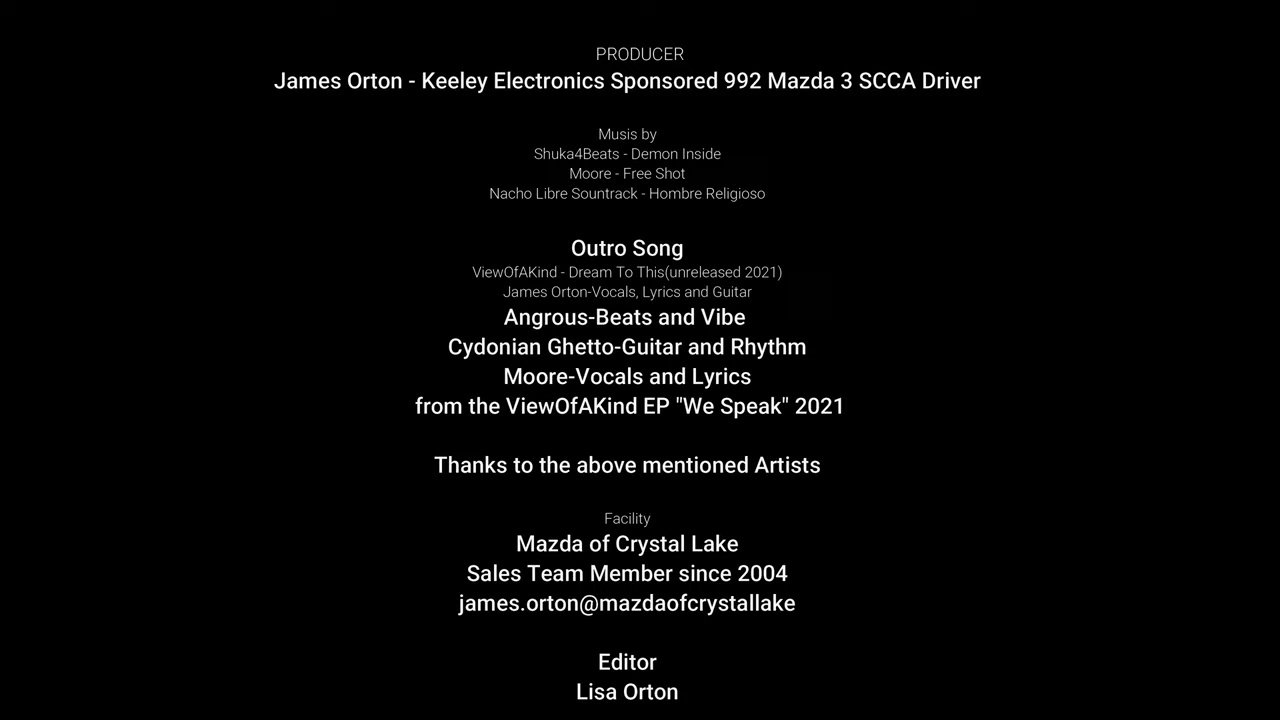 PRODUCER
James Orton - Keeley Electronics Sponsored 992 Mazda 3 SCCA Driver
Musis by
Shuka4Beats - Demon Inside
Moore - Free Shot
Nacho Libre Sountrack - Hombre Religioso
Outro Song
ViewOfAKind - Dream To This(unreleased 2021)
James Orton-Vocals, Lyrics and Guitar
Angrous-Beats and Vibe
Cydonian Ghetto-Guitar and Rhythm
Moore-Vocals and Lyrics
from the ViewOfAKind EP "We Speak" 2021
Thanks to the above mentioned Artists
Facility
Mazda of Crystal Lake
Sales Team Member since 2004
james.orton@mazdaofcrystallake
Editor
Lisa Orton